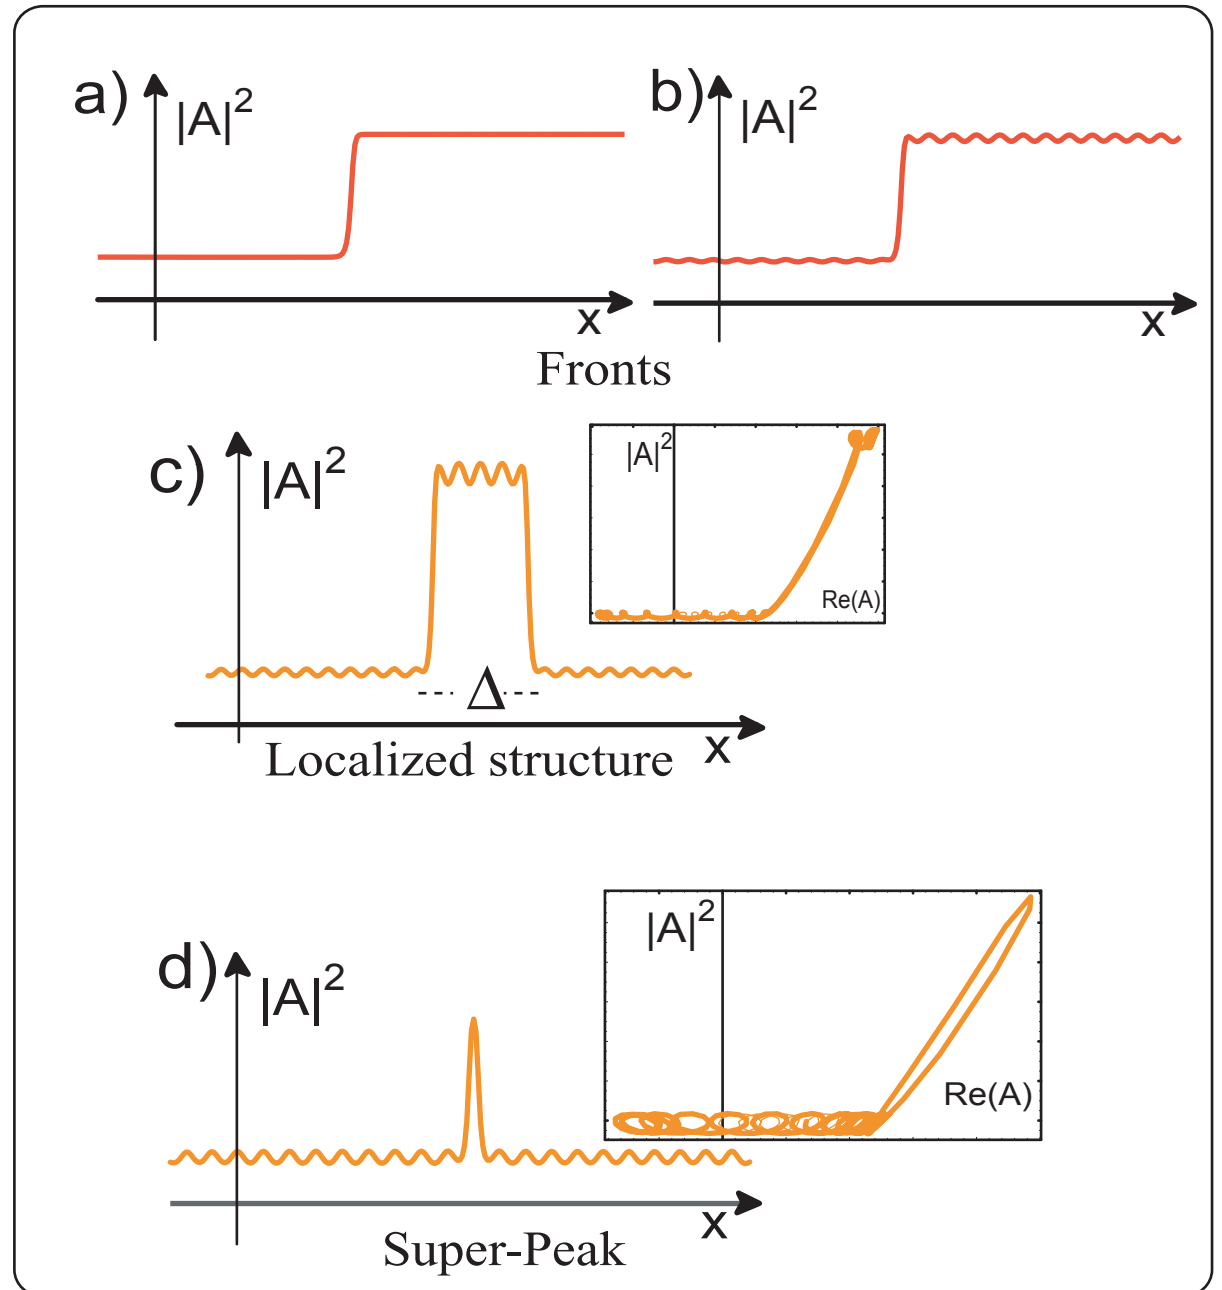 a)
|A|²
x
b)
|A|²
x
Fronts
c)
|A|²
Δ
x
Localized structure
|A|²
Re(A)
d)
|A|²
x
Super-Peak
|A|²
Re(A)